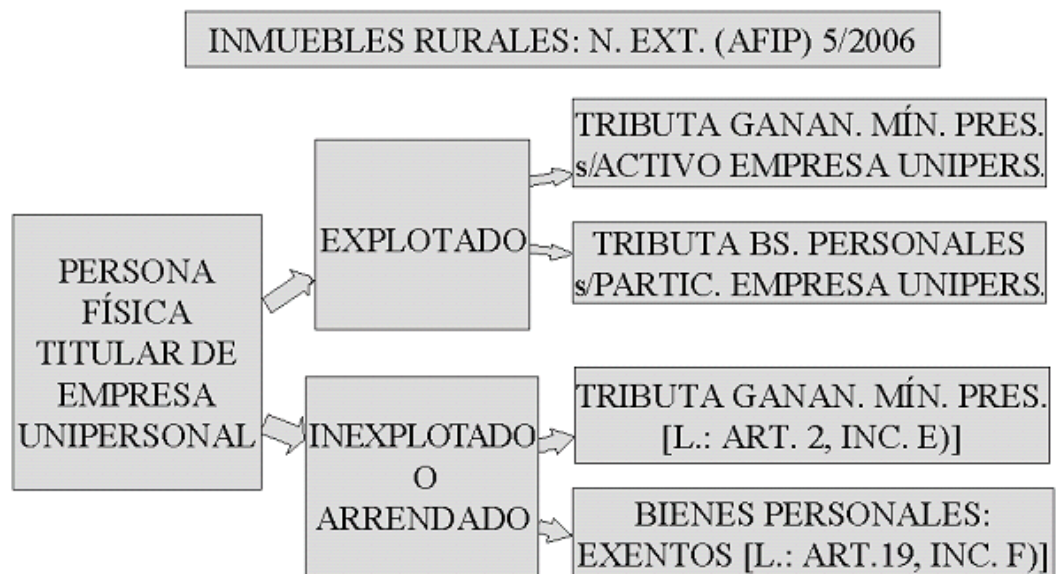 INMUEBLES RURALES: N. EXT. (AFIP) 5/2006
PERSONA
FÍSICA
TITULAR DE
EMPRESA
UNIPERSONAL
EXPLOTADO
TRIBUTA GANAN. MÍN. PRES.
s/ACTIVO EMPRESA UNIPERS.
TRIBUTA BS. PERSONALES
s/PARTIC. EMPRESA UNIPERS.
INEXPLOTADO
O
ARRENDADO
TRIBUTA GANAN. MÍN. PRES.
[L.: ART. 2, INC. E)]
BIENES PERSONALES:
EXENTOS [L.: ART.19, INC. F)]